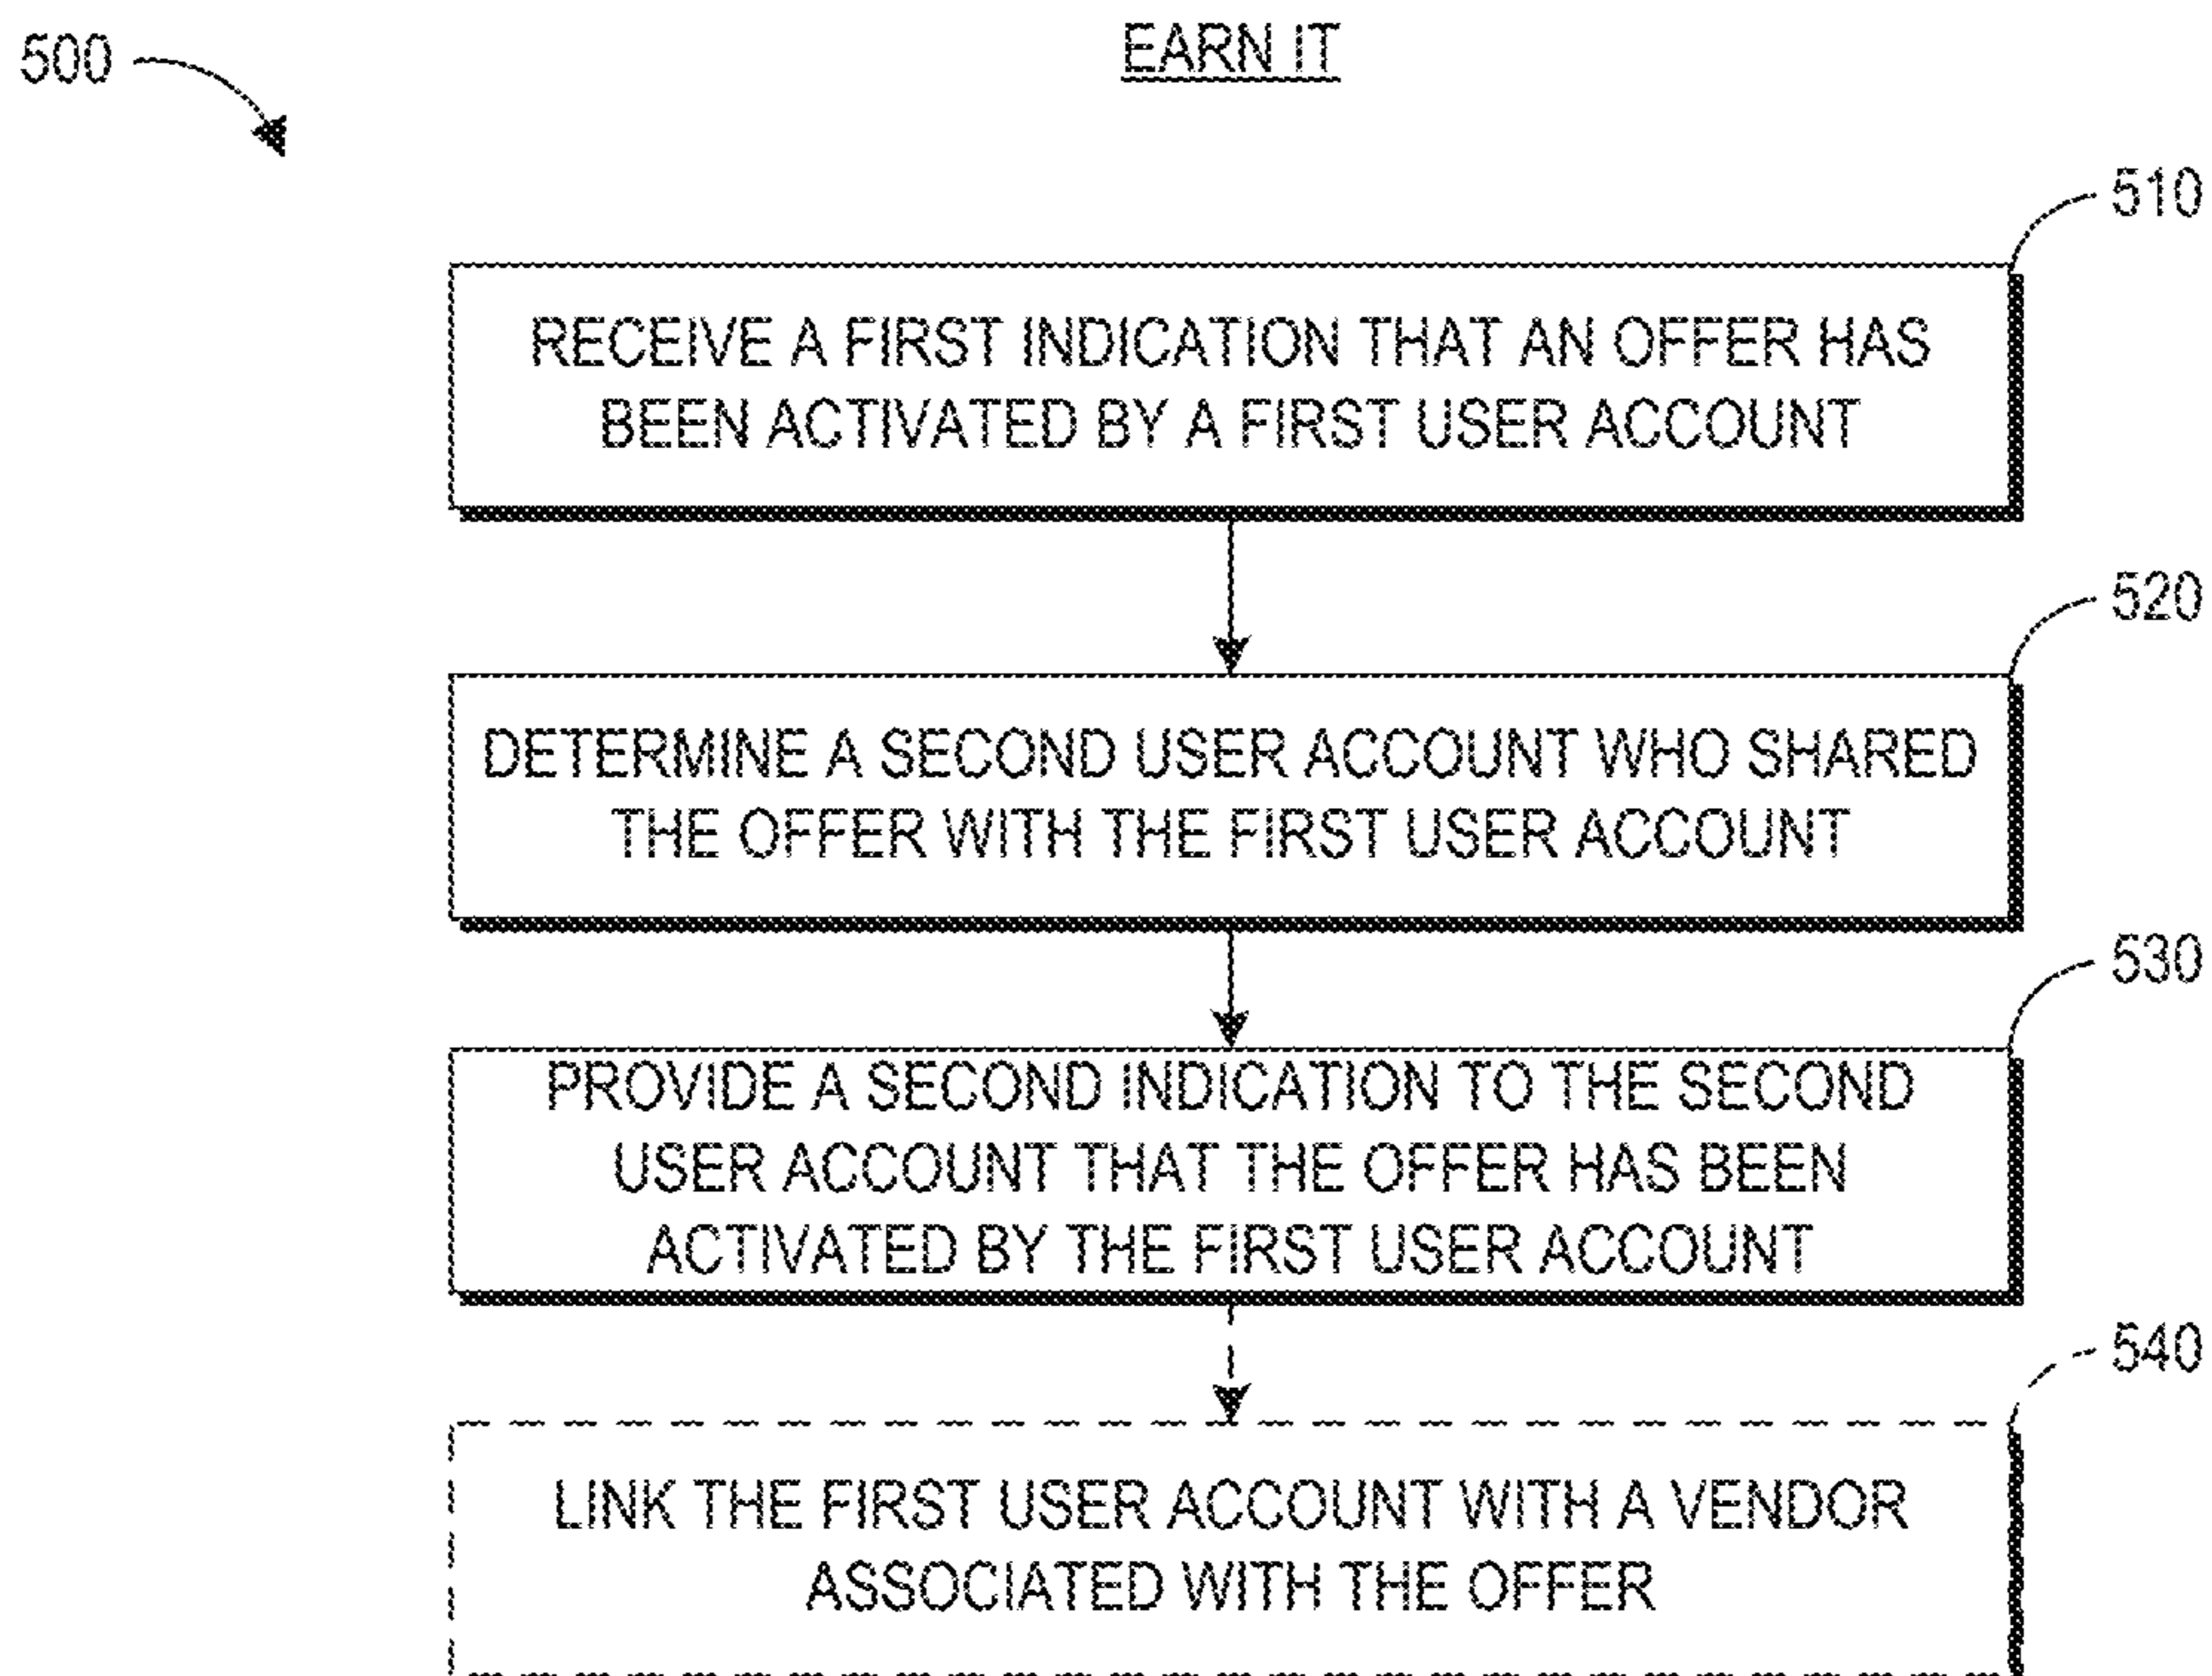 500
EARN IT
510
RECEIVE A FIRST INDICATION THAT AN OFFER HAS
BEEN ACTIVATED BY A FIRST USER ACCOUNT
520
DETERMINE A SECOND USER ACCOUNT WHO SHARED
THE OFFER WITH THE FIRST USER ACCOUNT
530
PROVIDE A SECOND INDICATION TO THE SECOND
USER ACCOUNT THAT THE OFFER HAS BEEN
ACTIVATED BY THE FIRST USER ACCOUNT
540
LINK THE FIRST USER ACCOUNT WITH A VENDOR
ASSOCIATED WITH THE OFFER